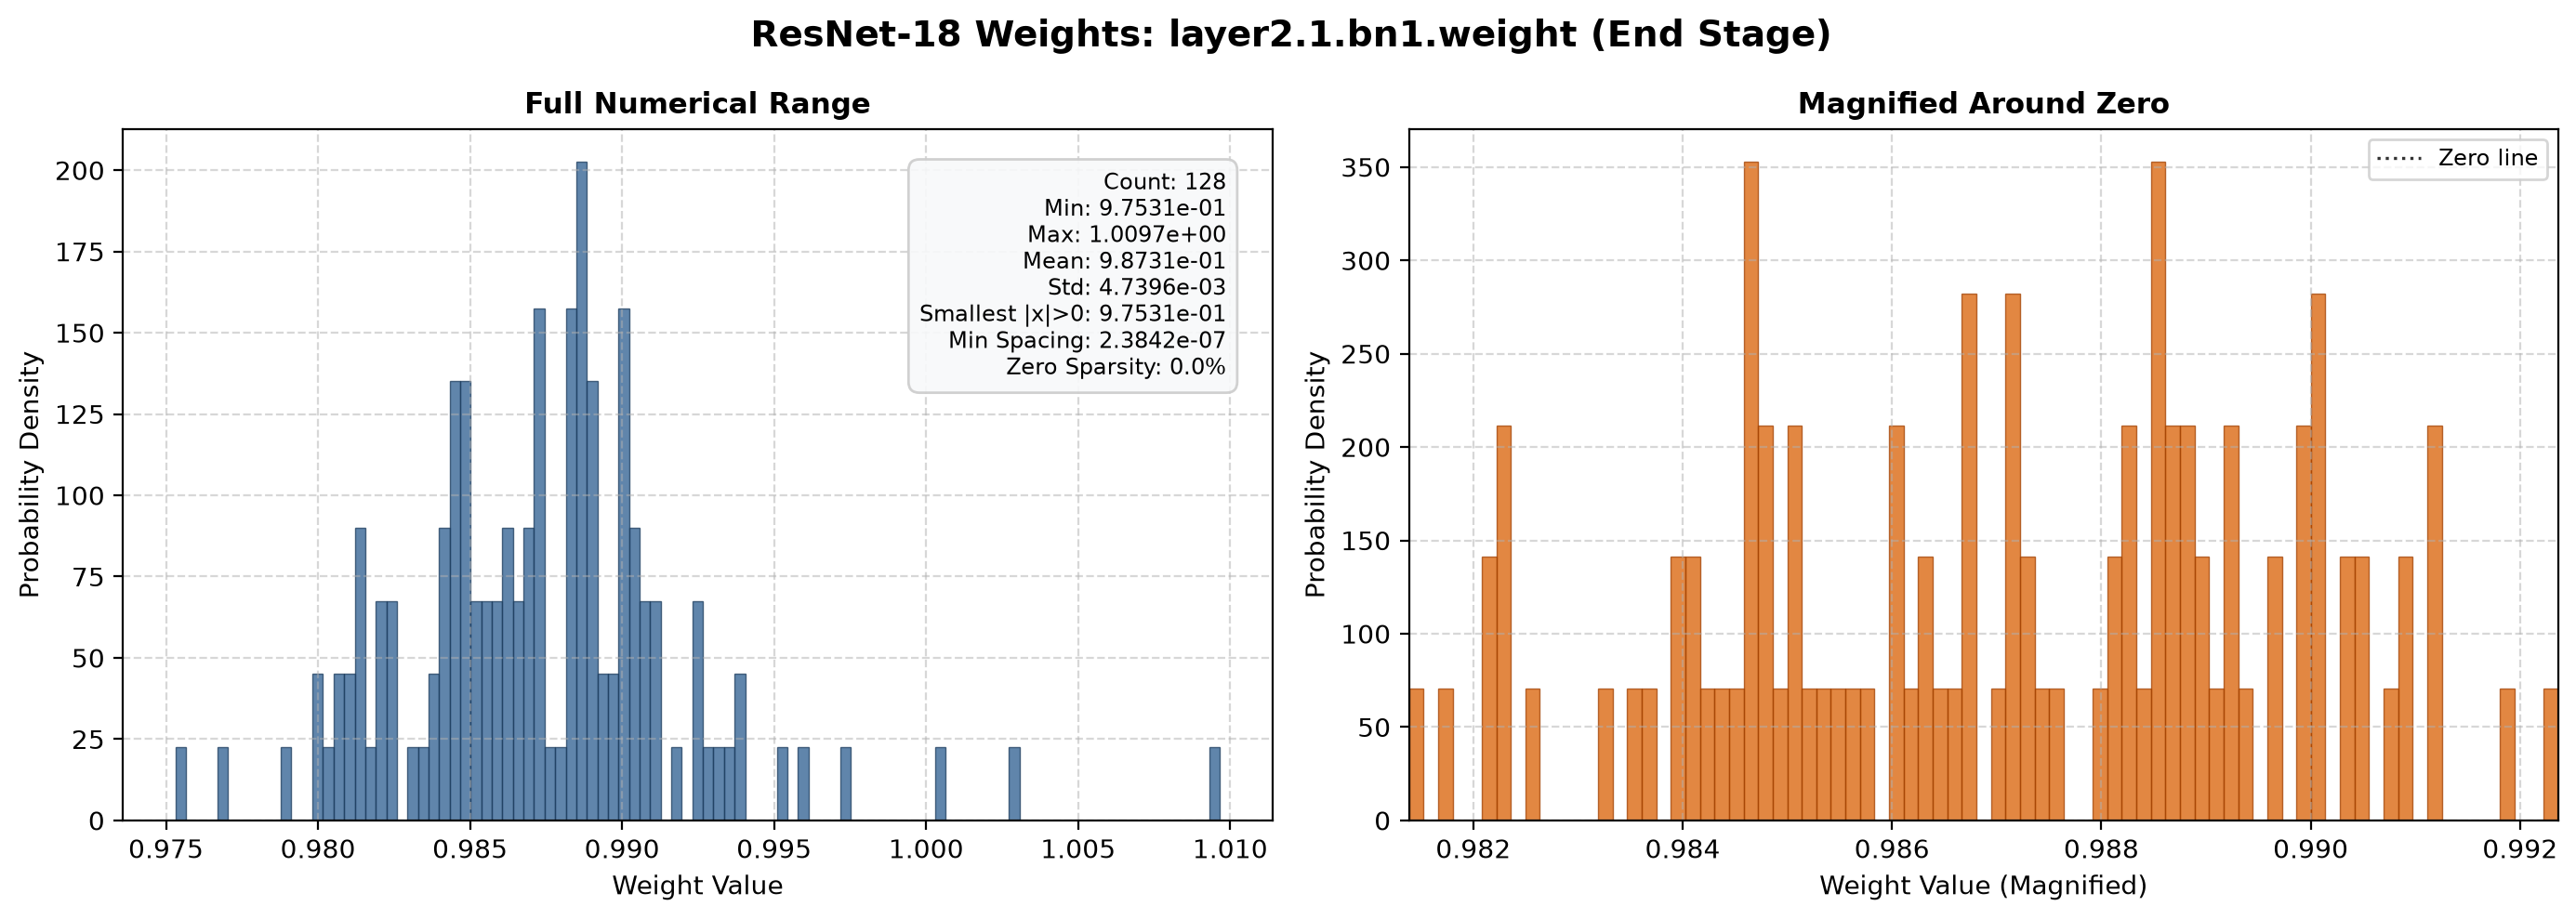 ResNet-18 Weights: layer2.1.bn1.weight (End Stage)
Full Numerical Range
Probability Density
200
175
150
125
100
75
50
25
0
Count: 128
Min: 9.7531e-01
Max: 1.0097e+00
Mean: 9.8731e-01
Std: 4.7396e-03
Smallest |x|>0: 9.7531e-01
Min Spacing: 2.3842e-07
Zero Sparsity: 0.0%
0.975 0.980 0.985 0.990 0.995 1.000 1.005 1.010
Weight Value
Magnified Around Zero
Probability Density
350
300
250
200
150
100
50
0
Zero line
0.982 0.984 0.986 0.988 0.990 0.992
Weight Value (Magnified)